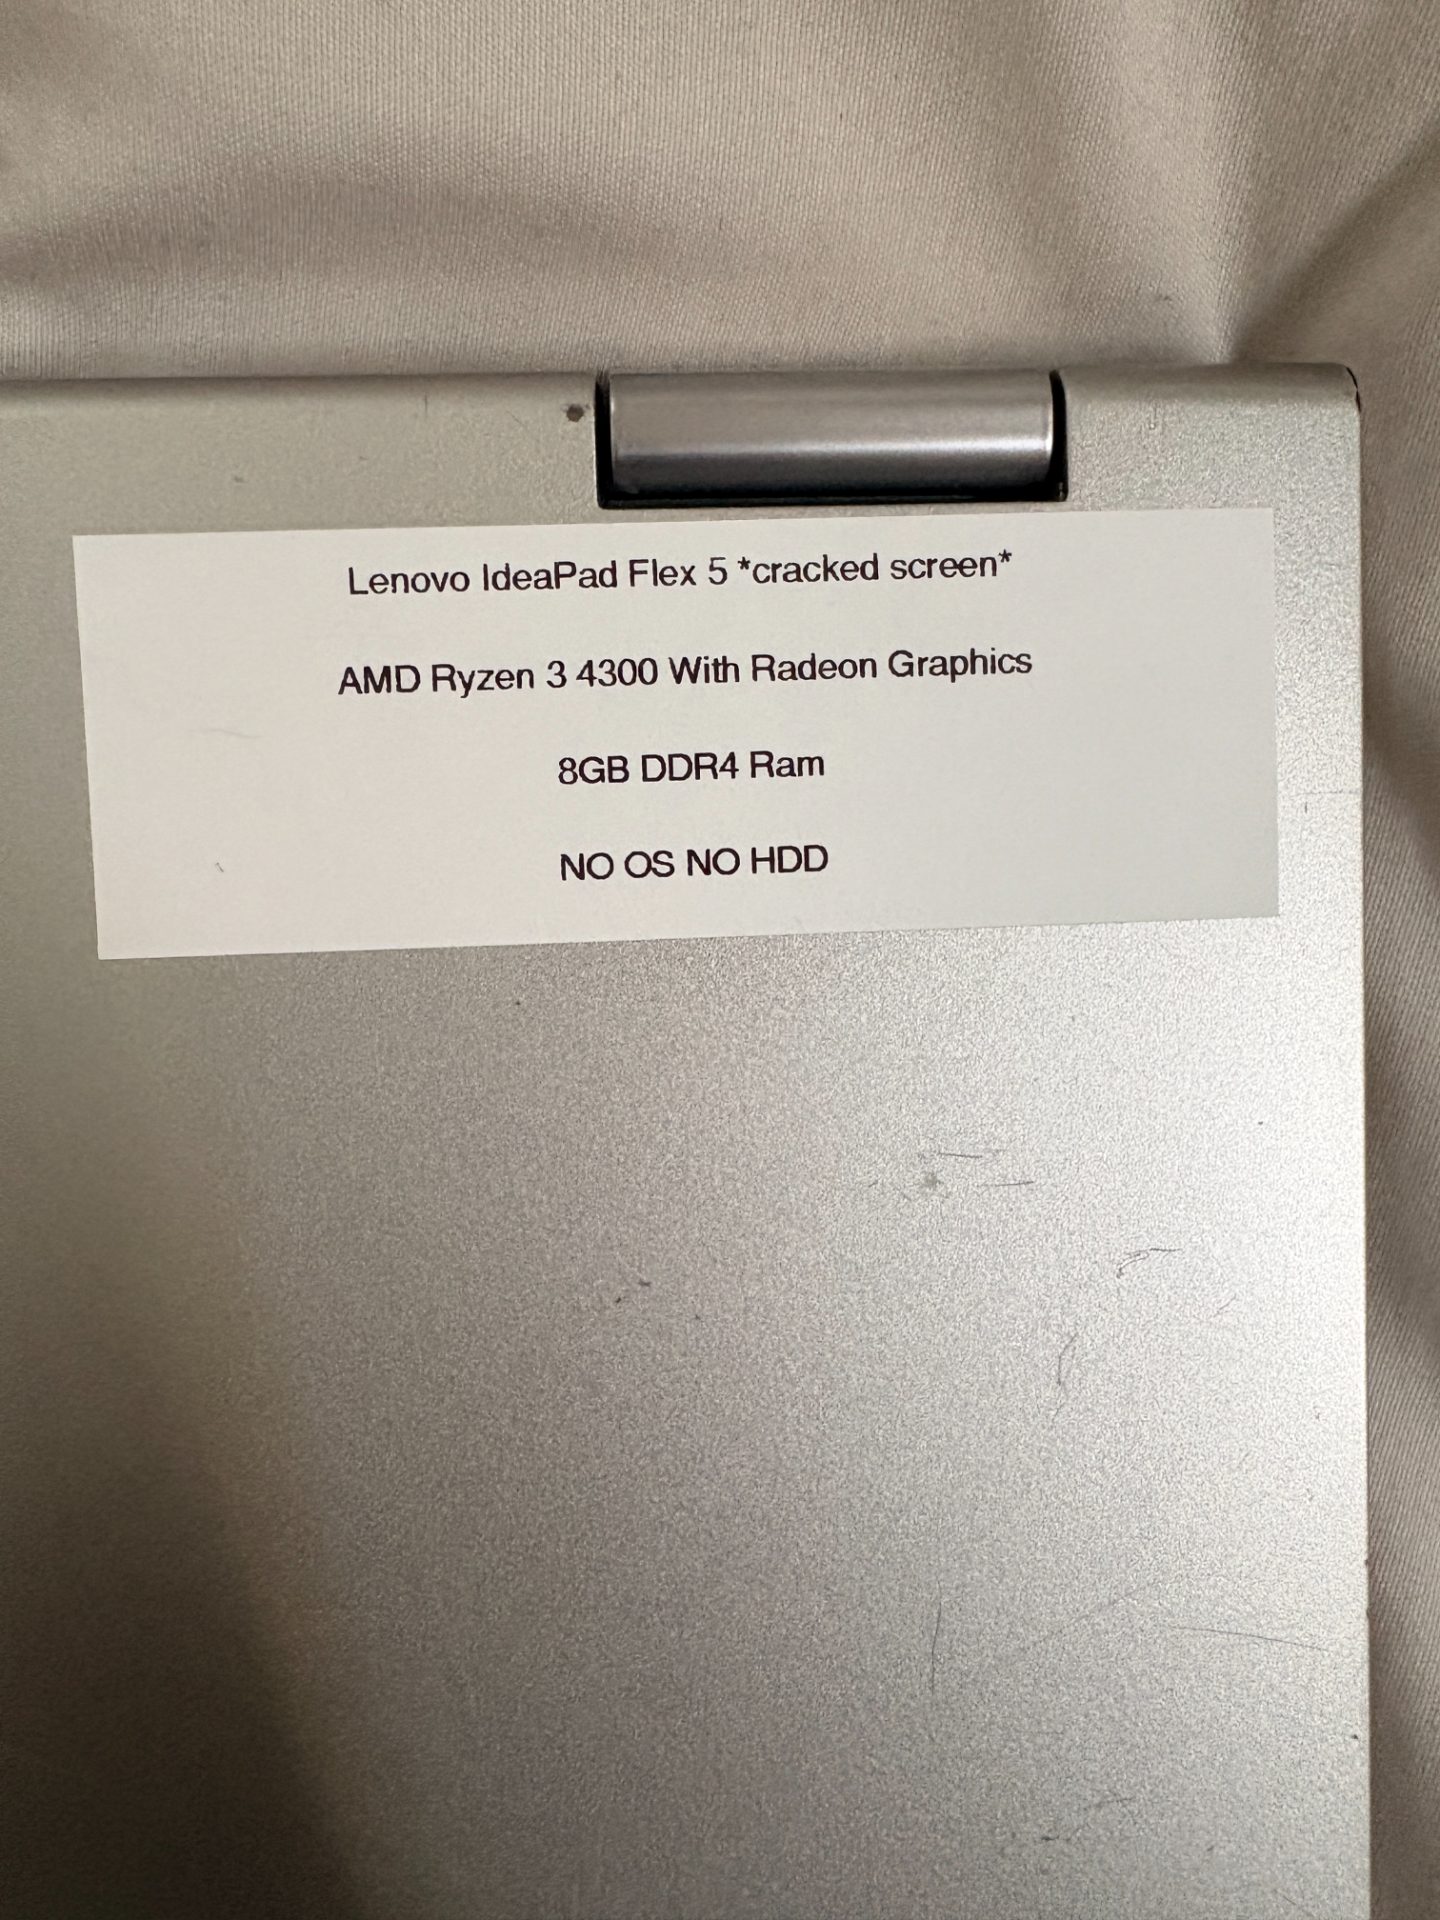 Lenovo IdeaPad Flex 5 *cracked screen*
AMD Ryzen 3 4300 With Radeon Graphics
8GB DDR4 Ram
NO OS NO HDD